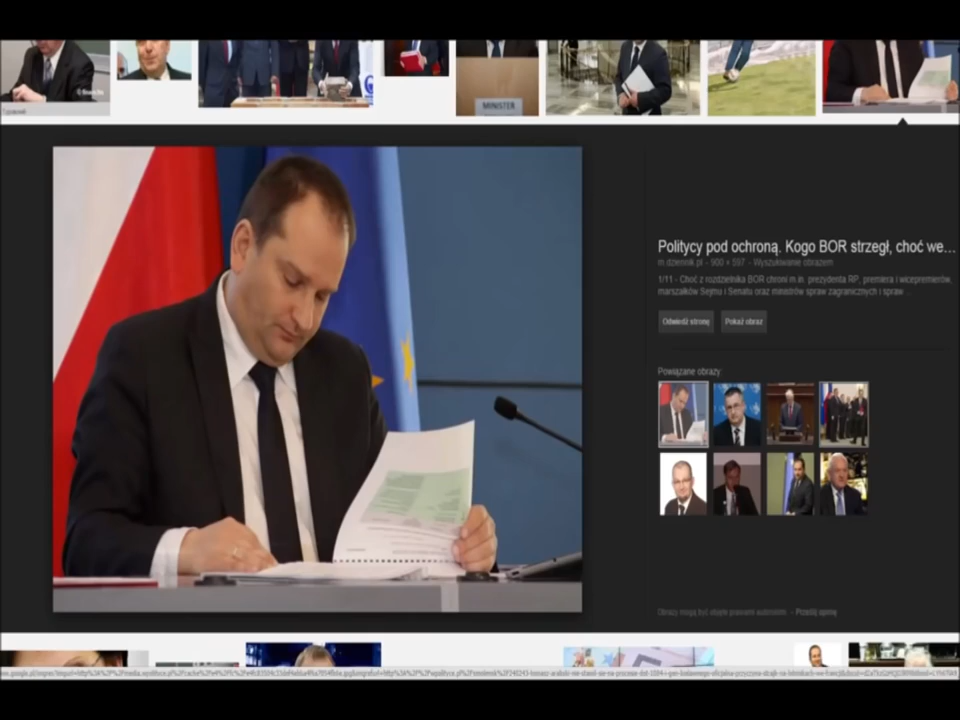 MINISTER
Politycy pod ochroną. Kogo BOR strzegł, choć we...
m.dziennik.pl - 900 × 597 - Wyszukiwanie obrazem
1/11 - Choć z rozdzielnika BOR chroni m.in. prezydenta RP, premiera i wicepremierów,
marszałków Sejmu i Senatu oraz ministrów spraw zagranicznych i spraw ...
Odwiedź stronę
Pokaż obraz
Powiązane obrazy:
Obrazy mogą być objęte prawami autorskimi. - Prześlij opinię